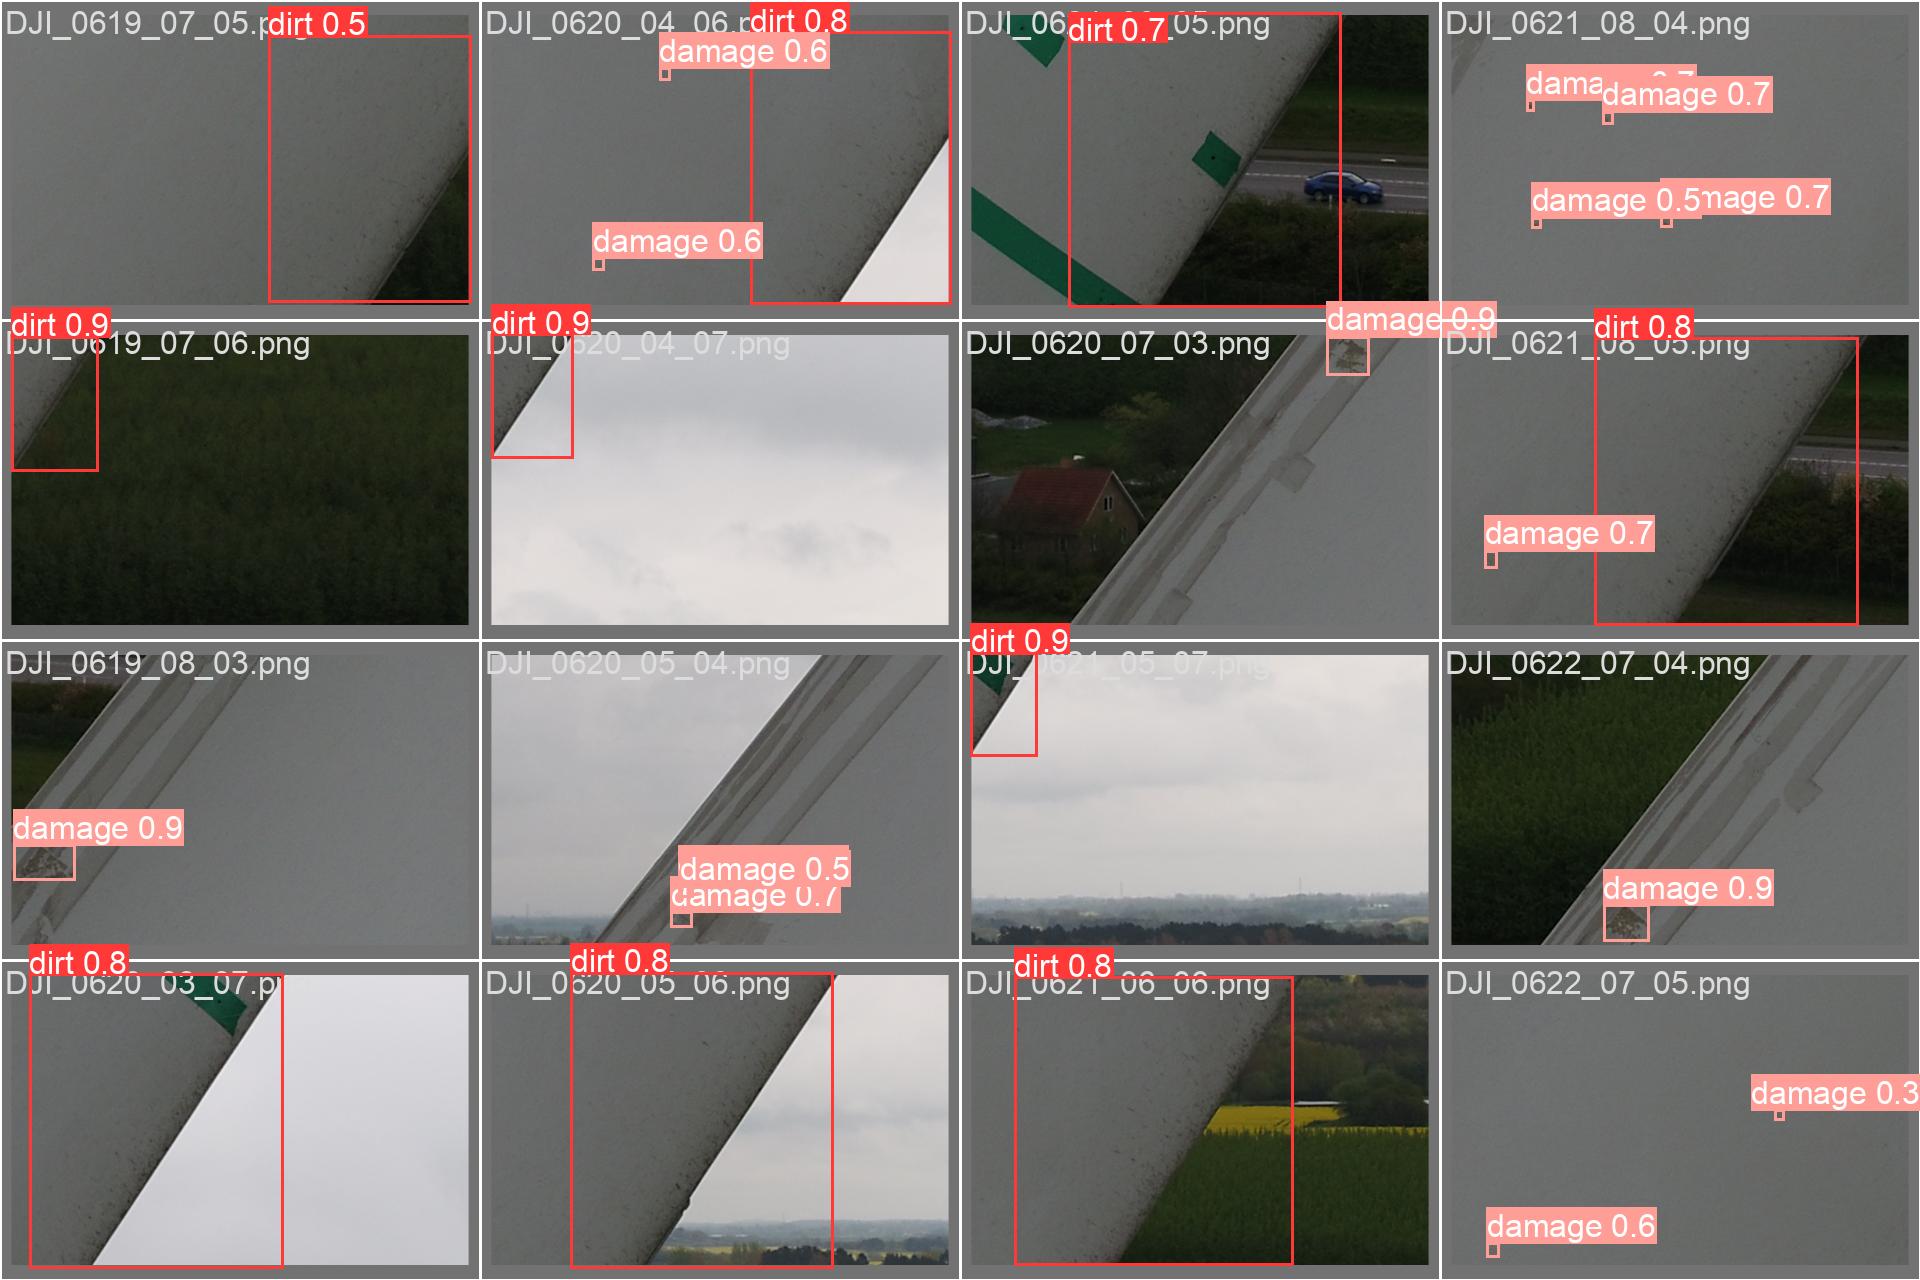 DJI_0619_07_05.p
dirt 0.5
DJI_0620_04_06.p
dirt 0.8
damage 0.6
damage 0.6
dirt 0.7
05.png
DJI_0621_08_04.png
dama
0.7
damage 0.7
damage 0.5
mage 0.7
dirt 0.9
DJI_0619_07_06.png
dirt 0.9
DJI_0620_04_07.png
DJI_0620_07_03.png
damage 0.9
DJI_0621_08_05.png
dirt 0.8
damage 0.7
DJI_0619_08_03.png
damage 0.9
DJI_0620_05_04.png
damage 0.5
damage 0.7
dirt 0.9
DJI_0621_05_07.png
DJI_0622_07_04.png
damage 0.9
dirt 0.8
DJI_0620_03_07.pn
dirt 0.8
DJI_0620_05_06.png
dirt 0.8
DJI_0621_06_06.png
DJI_0622_07_05.png
damage 0.3
damage 0.6